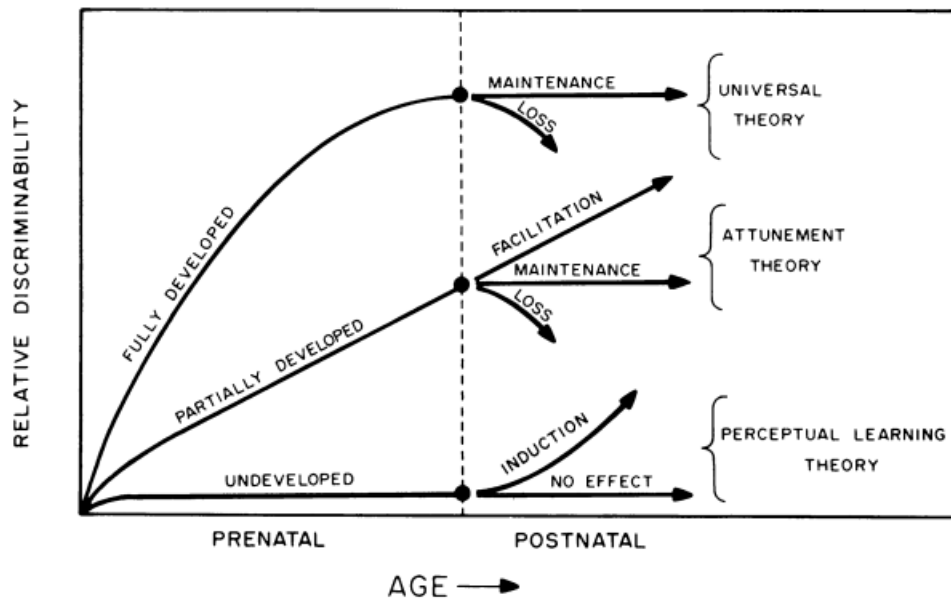 RELATIVE DISCRIMINABILITY
FULLY DEVELOPED
PARTIALLY DEVELOPED
UNDEVELOPED
MAINTENANCE
LOSS
UNIVERSAL
THEORY
FACILITATION
MAINTENANCE
LOSS
ATTUNEMENT
THEORY
INDUCTION
NO EFFECT
PERCEPTUAL LEARNING
THEORY
PRENATAL
POSTNATAL
AGE